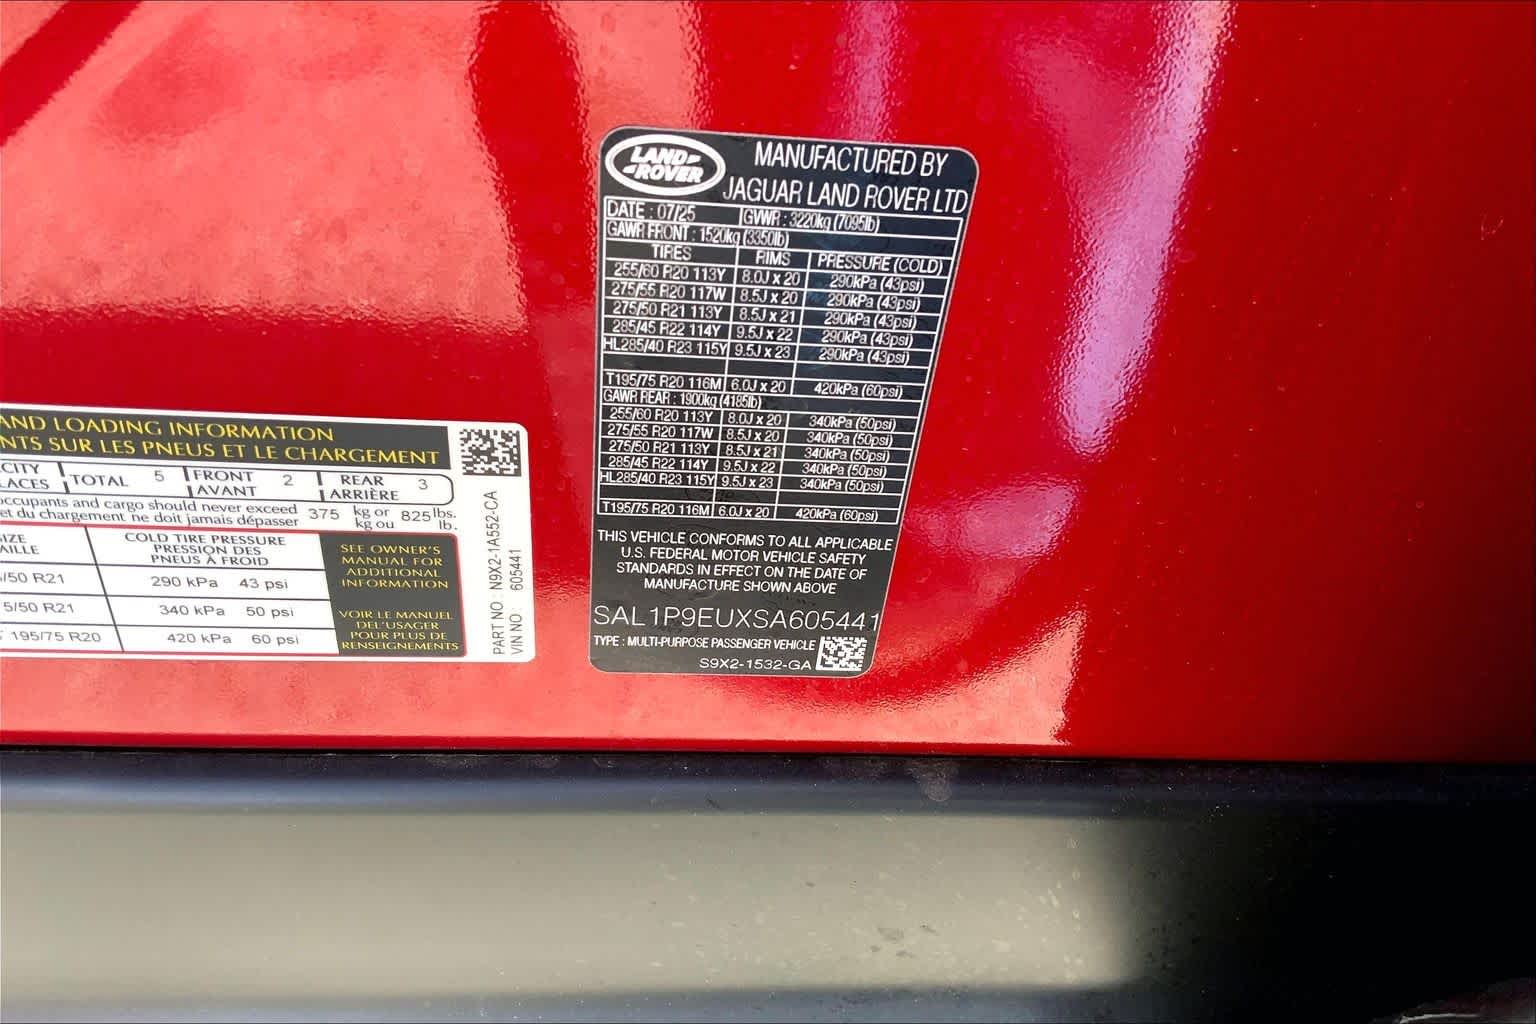 LAND ROVER
MANUFACTURED BY
JAGUAR LAND ROVER LTD
DATE : 07/25 GVWR : 3220kg (7095lb)
GAWR FRONT : 1520kg (3350lb)
TIRES RIMS PRESSURE (COLD)
255/60 R20 113Y 8.0J x 20 290kPa (43psi)
275/55 R20 117W 8.5J x 20 290kPa (43psi)
275/50 R21 113Y 8.5J x 21 290kPa (43psi)
285/45 R22 114Y 9.5J x 22 290kPa (43psi)
HL285/40 R23 115Y 9.5J x 23 290kPa (43psi)
T195/75 R20 116M 6.0J x 20 420kPa (60psi)
GAWR REAR : 1900kg (4185lb)
255/60 R20 113Y 8.0J x 20 340kPa (50psi)
275/55 R20 117W 8.5J x 20 340kPa (50psi)
275/50 R21 113Y 8.5J x 21 340kPa (50psi)
285/45 R22 114Y 9.5J x 22 340kPa (50psi)
HL285/40 R23 115Y 9.5J x 23 340kPa (50psi)
T195/75 R20 116M 6.0J x 20 420kPa (60psi)
THIS VEHICLE CONFORMS TO ALL APPLICABLE
U.S. FEDERAL MOTOR VEHICLE SAFETY
STANDARDS IN EFFECT ON THE DATE OF
MANUFACTURE SHOWN ABOVE
SAL1P9EUXSA605441
TYPE : MULTI-PURPOSE PASSENGER VEHICLE
S9X2-1532-GA
AND LOADING INFORMATION
NTS SUR LES PNEUS ET LE CHARGEMENT
CITY TOTAL 5 FRONT 2 REAR 3
LACES AVANT ARRIÈRE
occupants and cargo should never exceed 375 kg or 825 lbs.
et du chargement ne doit jamais dépasser kg ou lb.
IZE COLD TIRE PRESSURE
AILLE PRESSION DES
PNEUS À FROID
/50 R21 290 kPa 43 psi
5/50 R21 340 kPa 50 psi
195/75 R20 420 kPa 60 psi
SEE OWNER'S
MANUAL FOR
ADDITIONAL
INFORMATION
VOIR LE MANUEL
DEL'USAGER
POUR PLUS DE
RENSEIGNEMENTS
PART NO : N9X2-1A552-CA
VIN NO : 605441